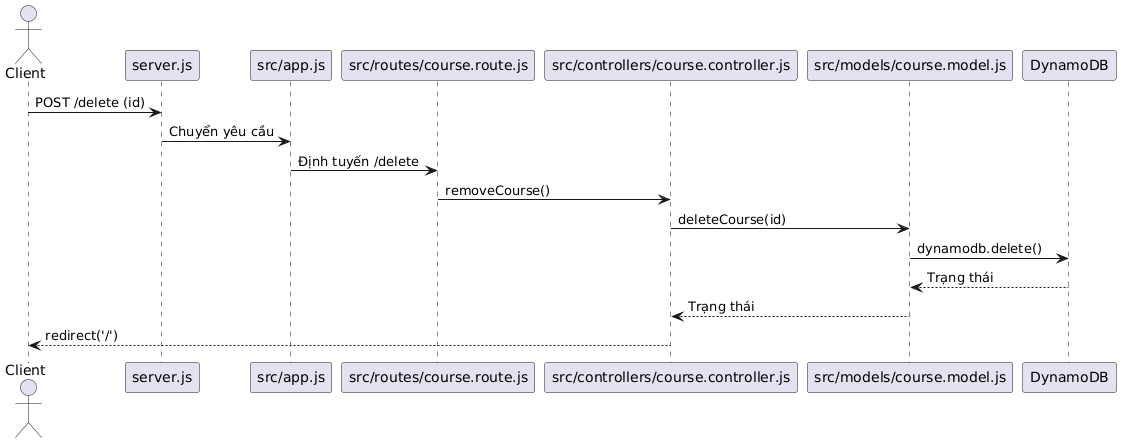 Client
server.js
src/app.js
src/routes/course.route.js
src/controllers/course.controller.js
src/models/course.model.js
DynamoDB
POST /delete (id)
Chuyển yêu cầu
Định tuyến /delete
removeCourse()
deleteCourse(id)
dynamodb.delete()
Trạng thái
Trạng thái
redirect('/')
Client
server.js
src/app.js
src/routes/course.route.js
src/controllers/course.controller.js
src/models/course.model.js
DynamoDB